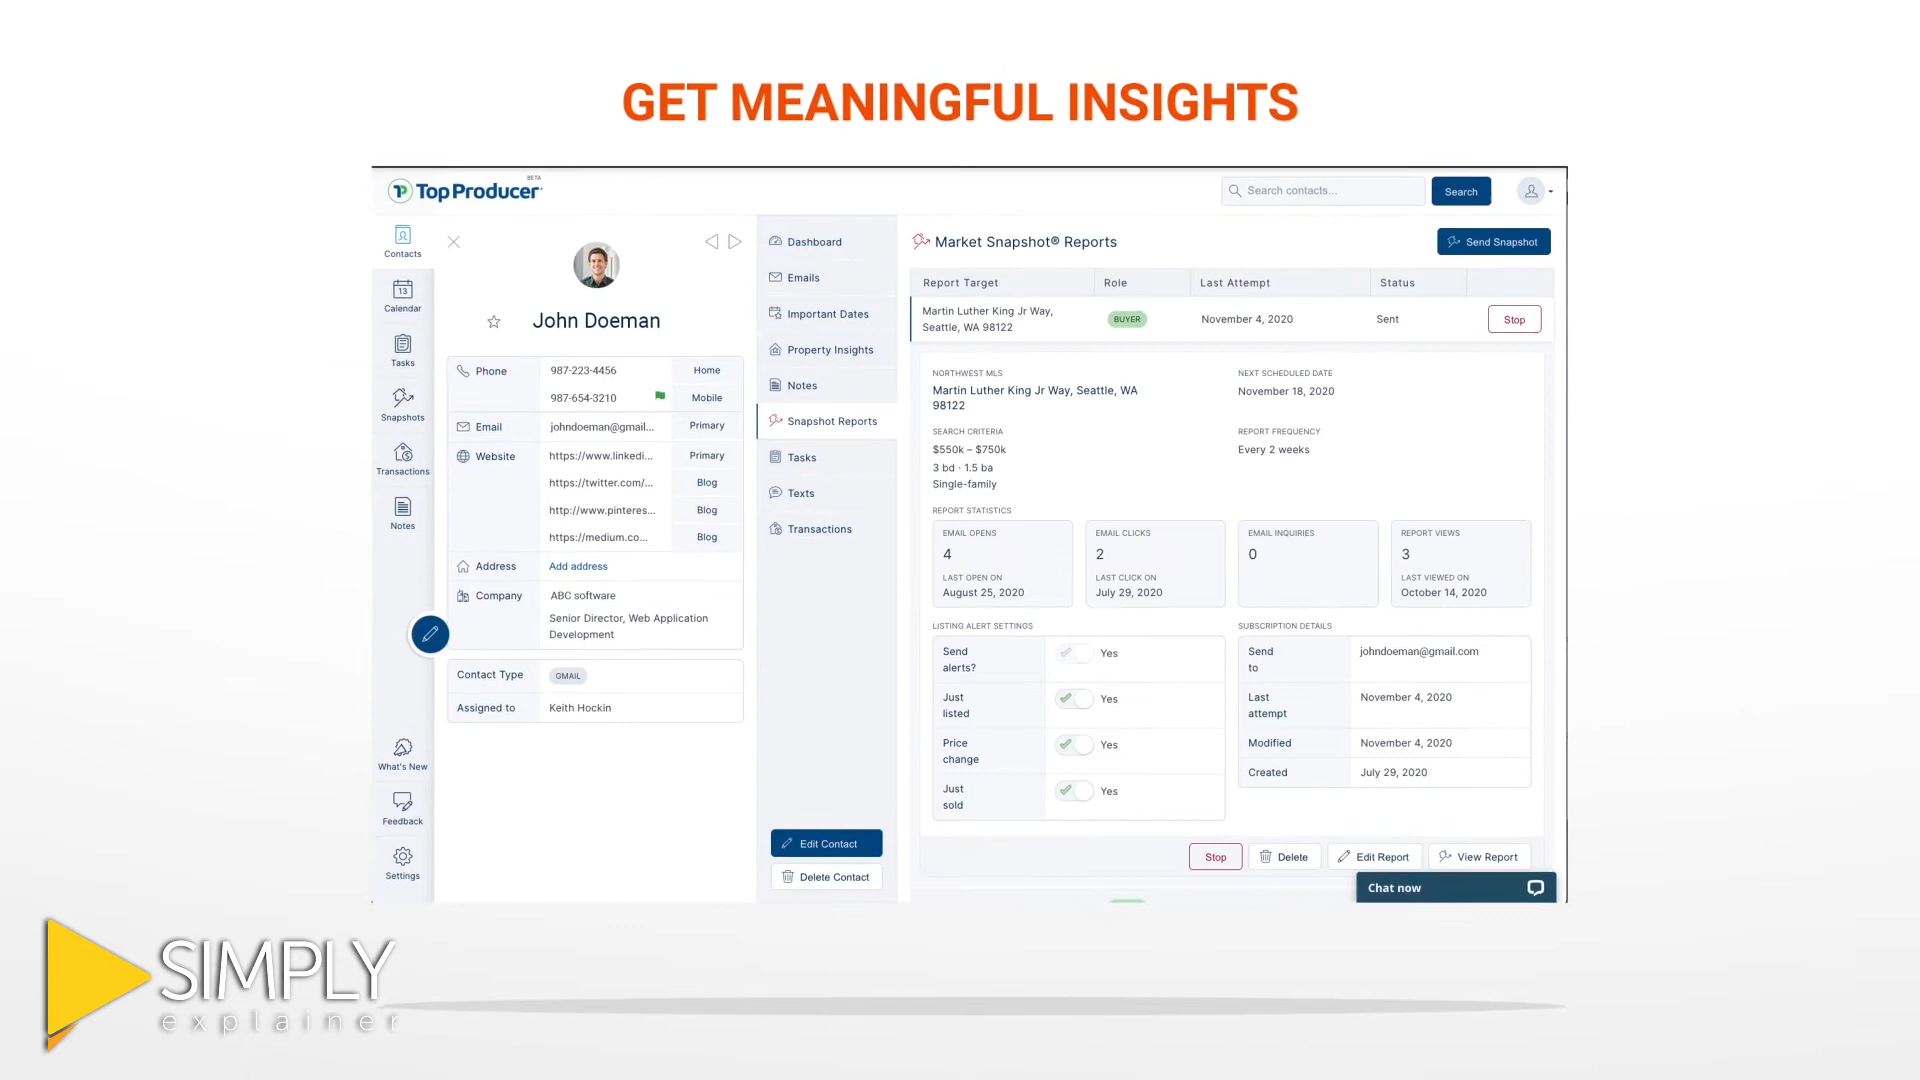 GET MEANINGFUL INSIGHTS
BETA
Top Producer
Search contacts...
Search
Contacts
Calendar
13
Tasks
Snapshots
Transactions
Notes
What's New
Feedback
Settings
John Doeman
Phone
987-223-4456
Home
987-654-3210
Mobile
Email
johndoeman@gmail...
Primary
Website
https://www.linkedi...
Primary
https://twitter.com/...
Blog
http://www.pinteres...
Blog
https://medium.co...
Blog
Address
Add address
Company
ABC software
Senior Director, Web Application
Development
Contact Type
GMAIL
Assigned to
Keith Hockin
Dashboard
Emails
Important Dates
Property Insights
Notes
Snapshot Reports
Tasks
Texts
Transactions
Edit Contact
Delete Contact
Market Snapshot® Reports
Send Snapshot
Report Target
Role
Last Attempt
Status
Martin Luther King Jr Way,
Seattle, WA 98122
BUYER
November 4, 2020
Sent
Stop
NORTHWEST MLS
Martin Luther King Jr Way, Seattle, WA
98122
NEXT SCHEDULED DATE
November 18, 2020
SEARCH CRITERIA
$550k – $750k
3 bd · 1.5 ba
Single-family
REPORT FREQUENCY
Every 2 weeks
REPORT STATISTICS
EMAIL OPENS
4
LAST OPEN ON
August 25, 2020
EMAIL CLICKS
2
LAST CLICK ON
July 29, 2020
EMAIL INQUIRIES
0
REPORT VIEWS
3
LAST VIEWED ON
October 14, 2020
LISTING ALERT SETTINGS
Send
alerts?
Yes
Just
listed
Yes
Price
change
Yes
Just
sold
Yes
SUBSCRIPTION DETAILS
Send
to
johndoeman@gmail.com
Last
attempt
November 4, 2020
Modified
November 4, 2020
Created
July 29, 2020
Stop
Delete
Edit Report
View Report
Chat now
SIMPLY
explainer